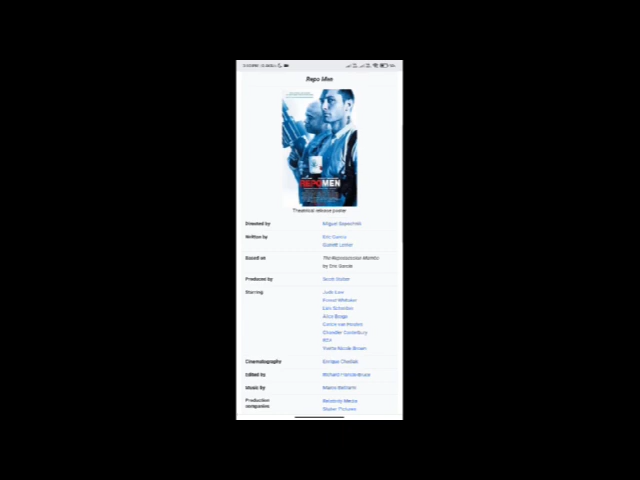 Repo Men
REPOMEN
Theatrical release poster
Directed by Miguel Sapochnik
Written by Eric Garcia
Garrett Lerner
Based on The Repossession Mambo
by Eric Garcia
Produced by Scott Stuber
Starring Jude Law
Forest Whitaker
Liev Schreiber
Alice Braga
Carice van Houten
Chandler Canterbury
RZA
Yvette Nicole Brown
Cinematography Enrique Chediak
Edited by Richard Francis-Bruce
Music by Marco Beltrami
Production
companies
Relativity Media
Stuber Pictures